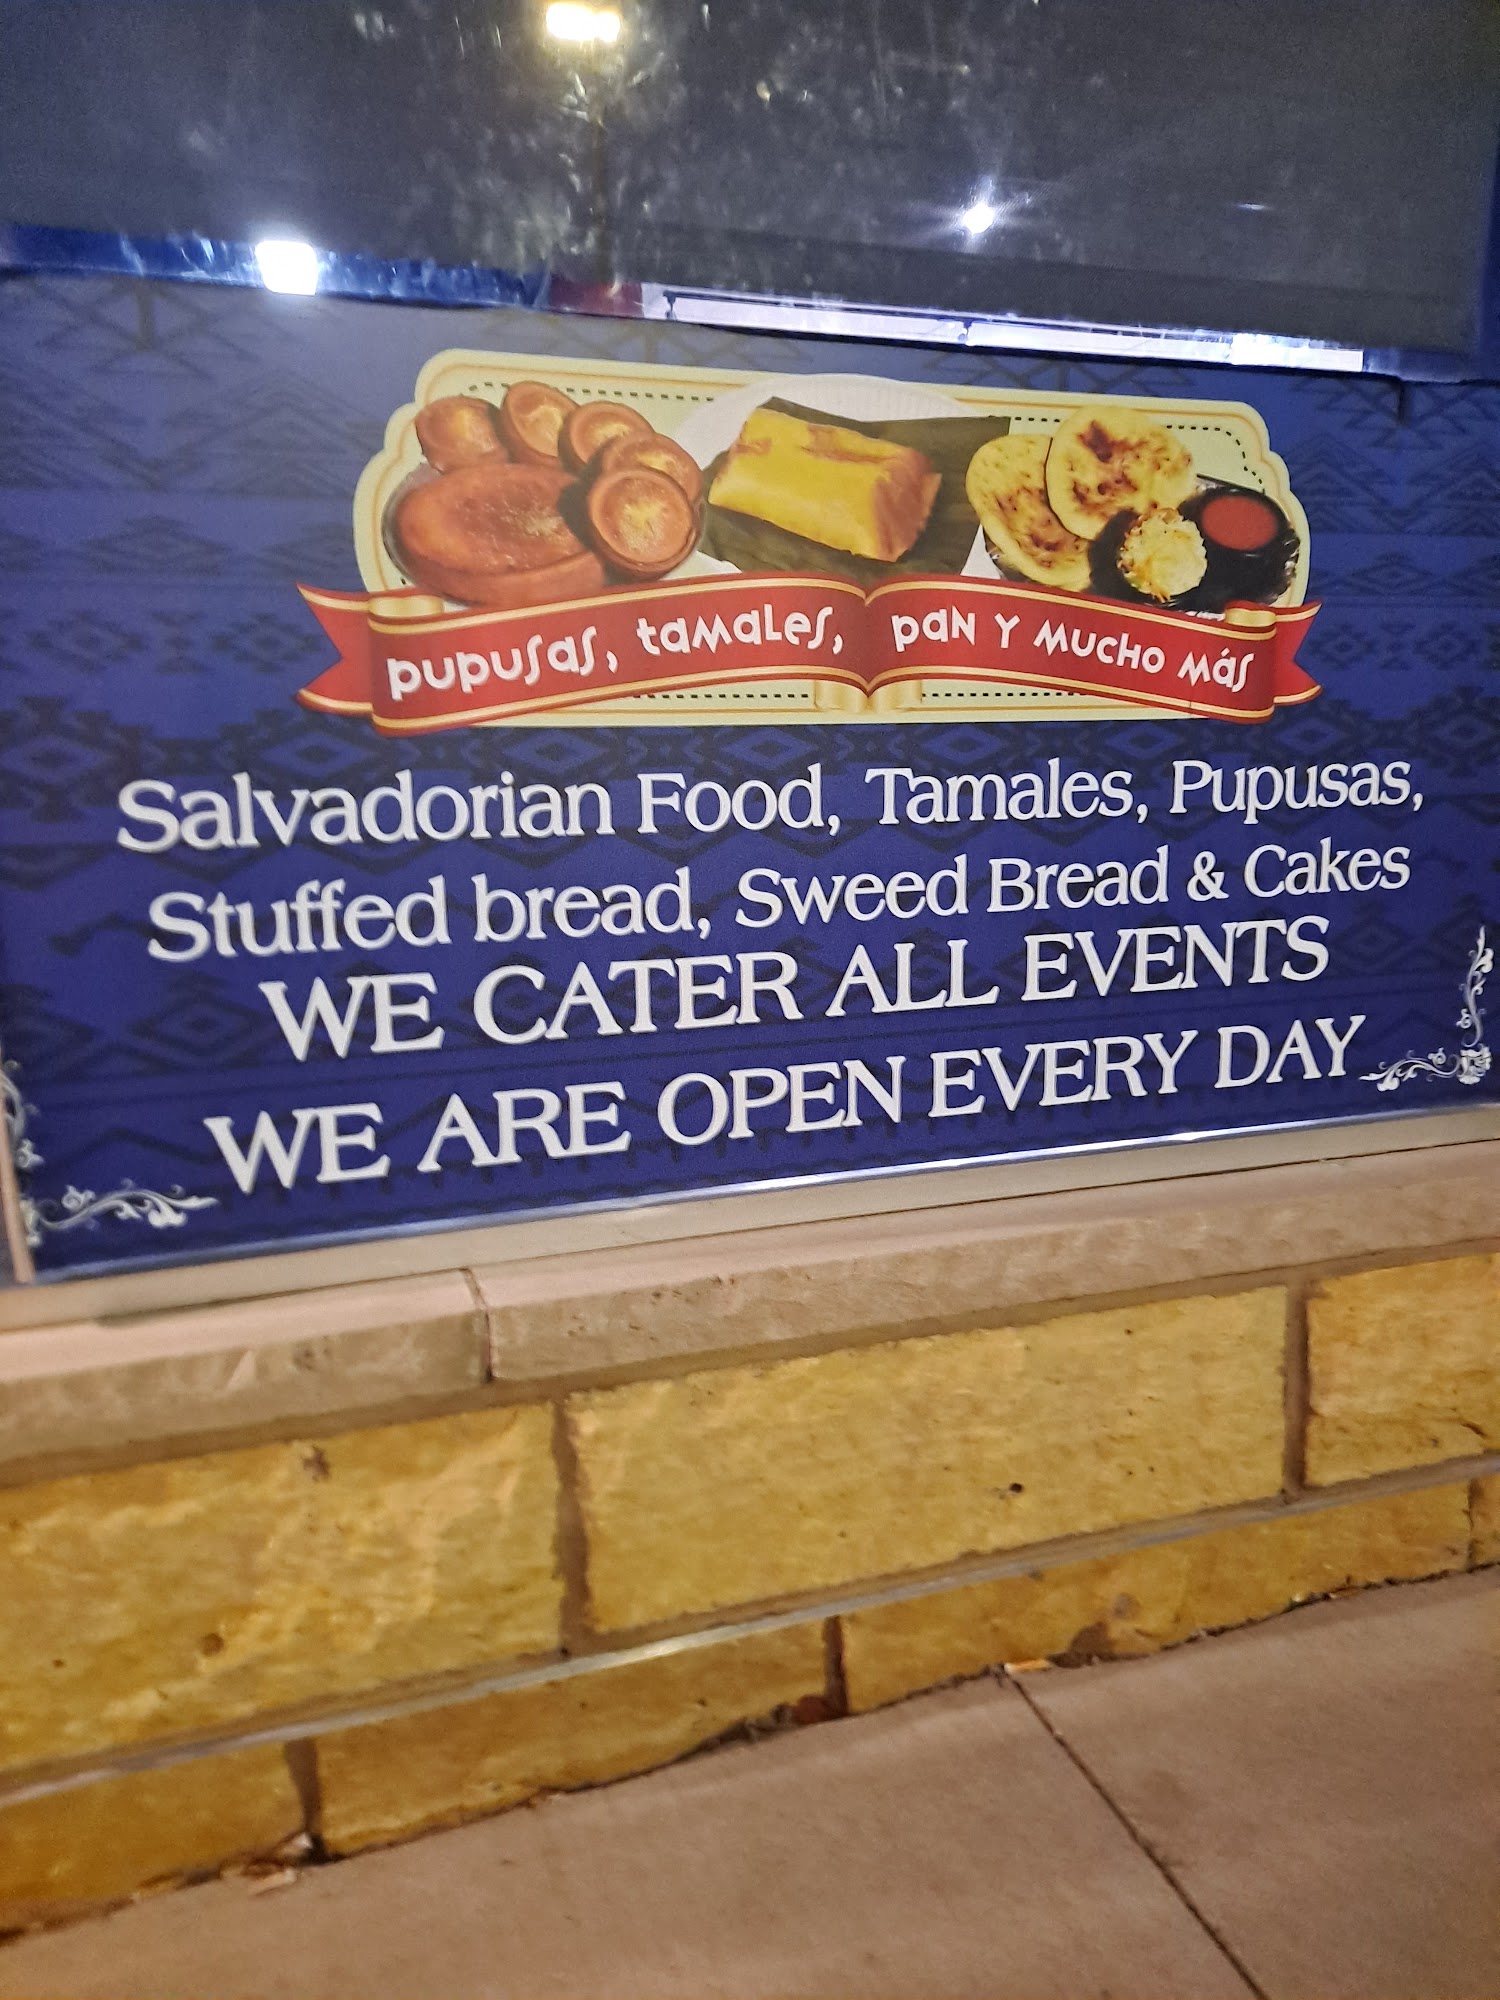 pupusas, tamales, pan y mucho más
Salvadorian Food, Tamales, Pupusas,
Stuffed bread, Sweed Bread & Cakes
WE CATER ALL EVENTS
WE ARE OPEN EVERY DAY